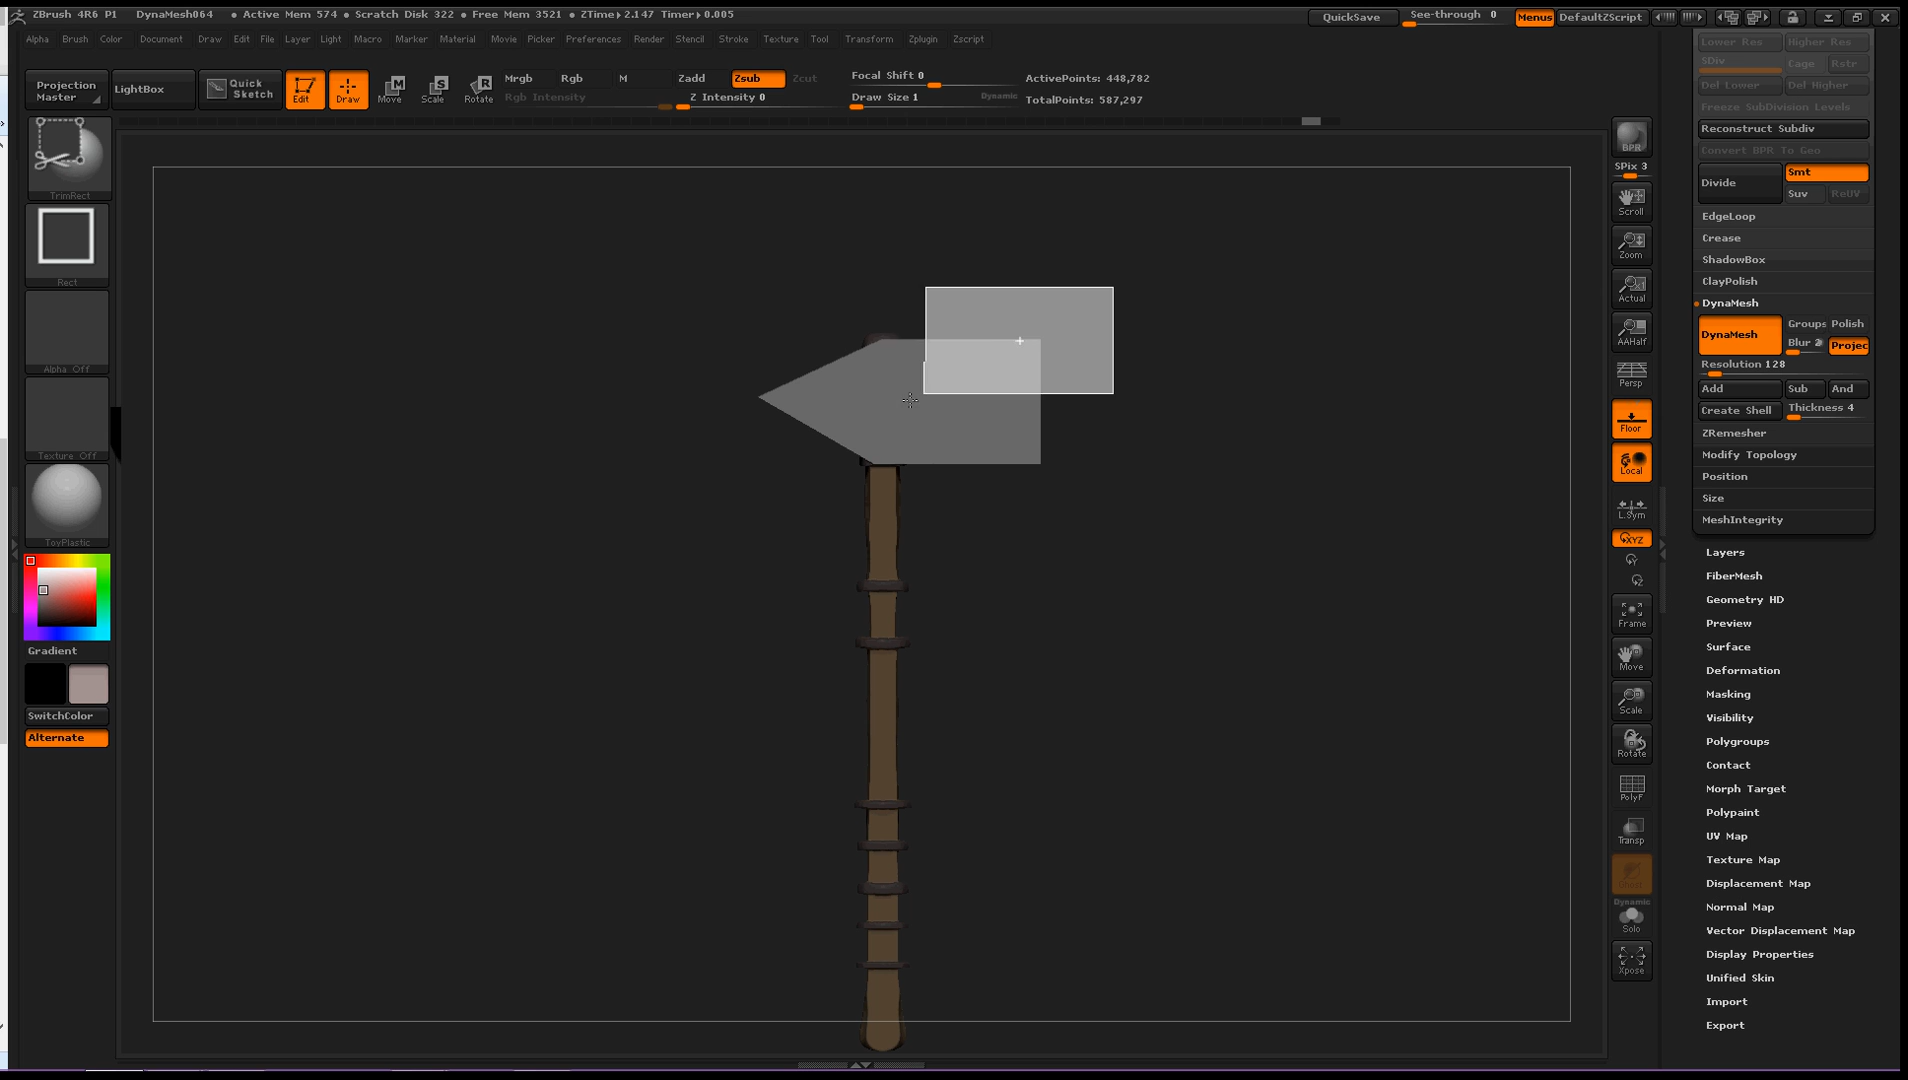 ZBrush 4R6 P1 DynaMesh064 • Active Mem 574 • Scratch Disk 322 • Free Mem 3521 • ZTime▸2.147 Timer▸0.005 QuickSave See-through 0 Menus DefaultZScript
Alpha Brush Color Document Draw Edit File Layer Light Macro Marker Material Movie Picker Preferences Render Stencil Stroke Texture Tool Transform Zplugin Zscript
Projection Master
LightBox
Quick Sketch
Edit
Draw
Move
Scale
Rotate
Mrgb Rgb M Zadd Zsub Zcut
Rgb Intensity Z Intensity 0
Focal Shift 0
Draw Size 1 Dynamic
ActivePoints: 448,782
TotalPoints: 587,297
TrimRect
Rect
Alpha Off
Texture Off
ToyPlastic
Gradient
SwitchColor
Alternate
BPR
SPix 3
Scroll
Zoom
Actual
AAHalf
Persp
Floor
Local
L.Sym
XYZ
Frame
Move
Scale
Rotate
PolyF
Transp
Ghost
Dynamic
Solo
Xpose
Lower Res Higher Res
SDiv Cage Rstr
Del Lower Del Higher
Freeze SubDivision Levels
Reconstruct Subdiv
Convert BPR To Geo
Divide Smt
Suv ReUV
EdgeLoop
Crease
ShadowBox
ClayPolish
DynaMesh
DynaMesh Groups Polish
Blur 2 Projec
Resolution 128
Add Sub And
Create Shell Thickness 4
ZRemesher
Modify Topology
Position
Size
MeshIntegrity
Layers
FiberMesh
Geometry HD
Preview
Surface
Deformation
Masking
Visibility
Polygroups
Contact
Morph Target
Polypaint
UV Map
Texture Map
Displacement Map
Normal Map
Vector Displacement Map
Display Properties
Unified Skin
Import
Export